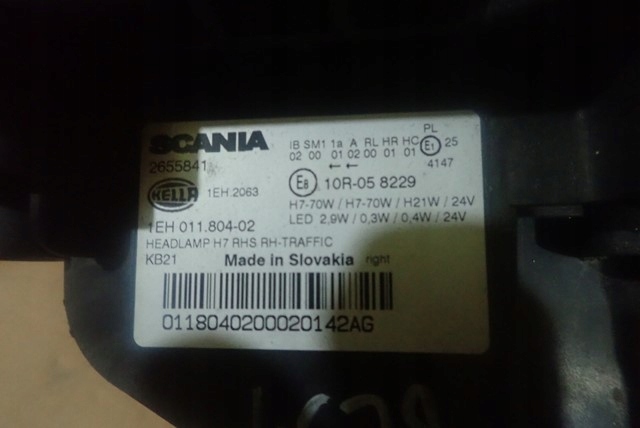 SCANIA
2655841
HELLA 1EH 2063
1EH 011.804-02
HEADLAMP H7 RHS RH-TRAFFIC
KB21 Made in Slovakia right
IB SM1 1a A RL HR HC PL
02 00 01 02 00 01 01 E1 25
← ← 4147
E8 10R-05 8229
H7-70W / H7-70W / H21W / 24V
LED 2,9W / 0,3W / 0,4W / 24V
0118040200020142AG